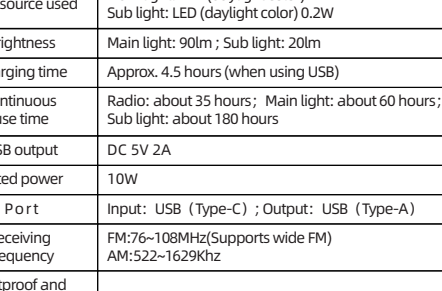 source used
Sub light: LED (daylight color) 0.2W
ightness
Main light: 90lm ; Sub light: 20lm
rging time
Approx. 4.5 hours (when using USB)
ntinuous
use time
Radio: about 35 hours; Main light: about 60 hours;
Sub light: about 180 hours
SB output
DC 5V 2A
ted power
10W
Port
Input: USB (Type-C) ; Output: USB (Type-A)
eceiving
equency
FM:76~108MHz(Supports wide FM)
AM:522~1629Khz
tproof and